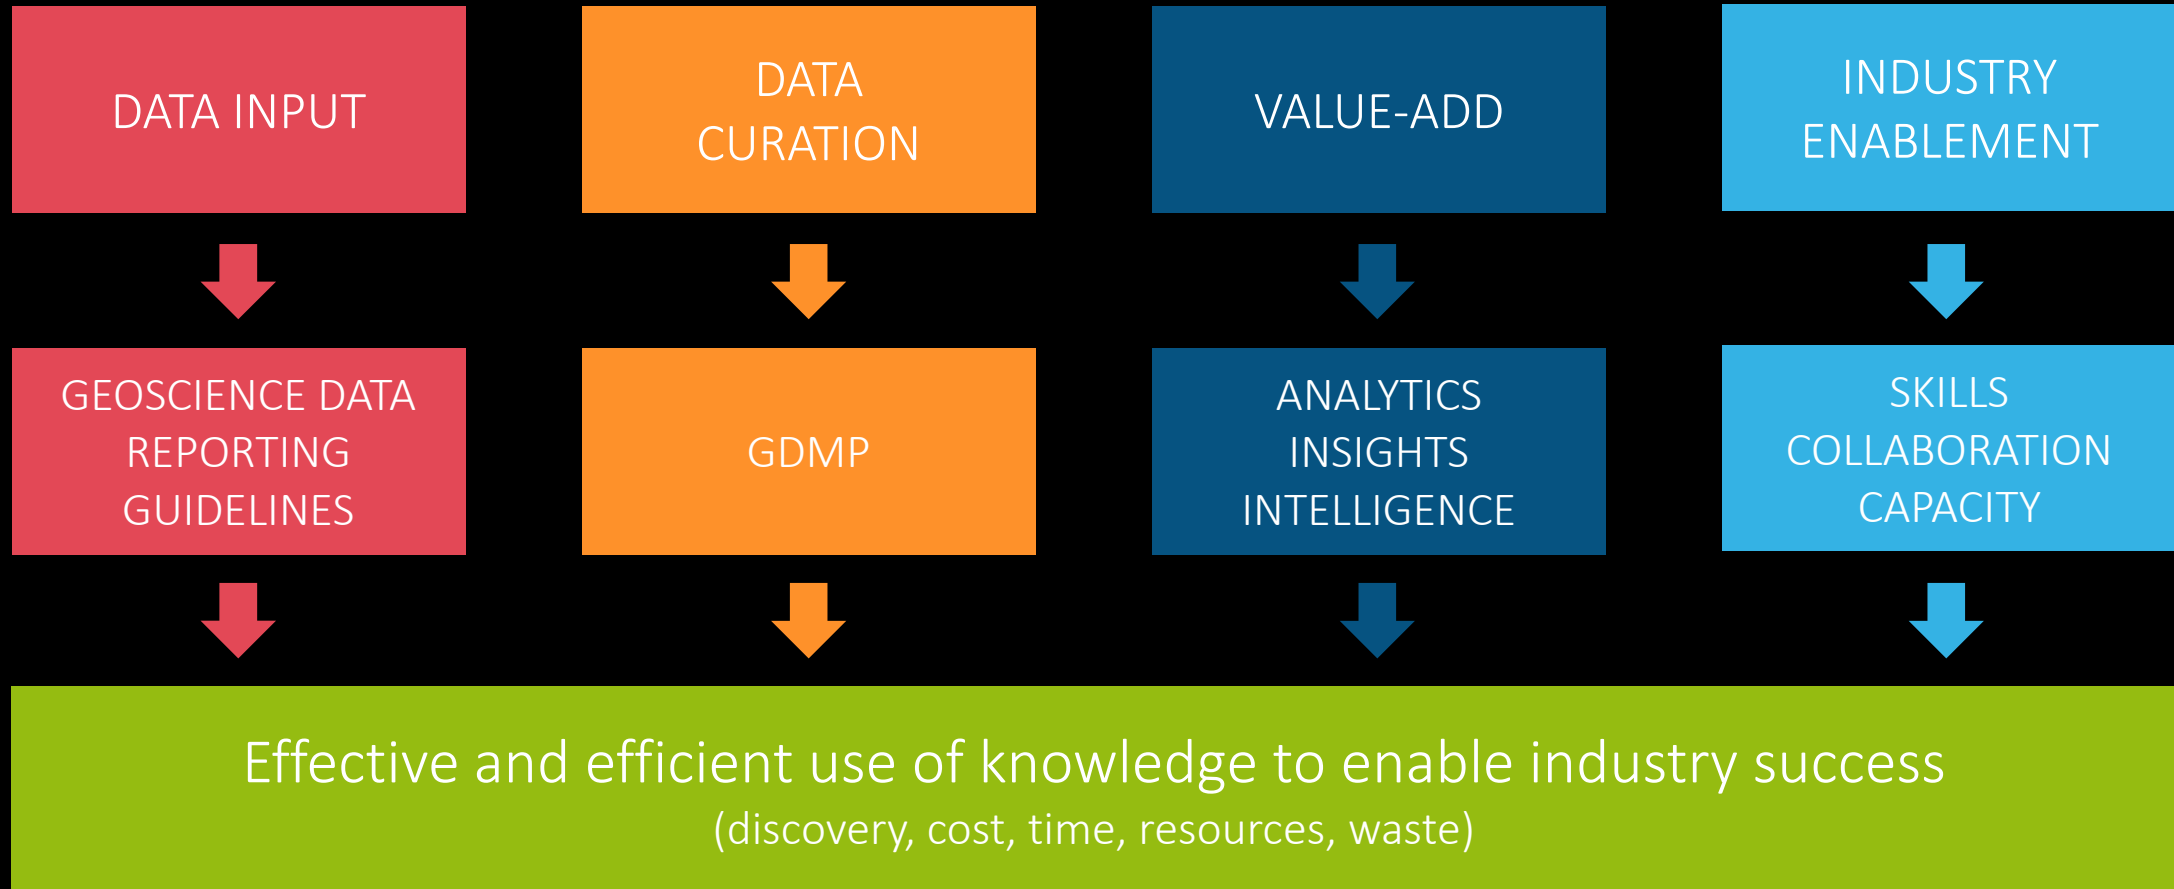 DATA INPUT
DATA
CURATION
VALUE-ADD
INDUSTRY
ENABLEMENT
GEOSCIENCE DATA
REPORTING
GUIDELINES
GDMP
ANALYTICS
INSIGHTS
INTELLIGENCE
SKILLS
COLLABORATION
CAPACITY
Effective and efficient use of knowledge to enable industry success
(discovery, cost, time, resources, waste)